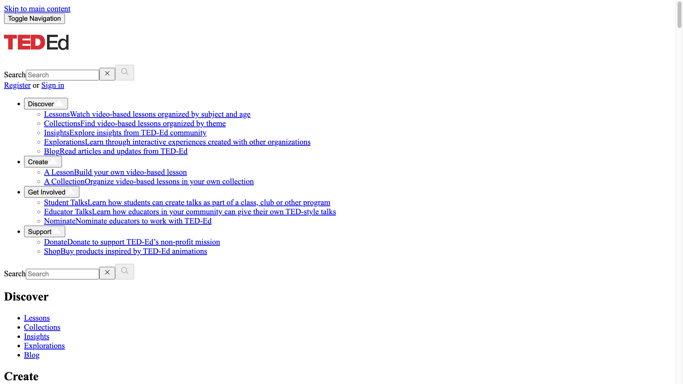 Skip to main content
Toggle Navigation
TEDEd
Search Search
Register or Sign in
Discover
LessonsWatch video-based lessons organized by subject and age
CollectionsFind video-based lessons organized by theme
InsightsExplore insights from TED-Ed community
ExplorationsLearn through interactive experiences created with other organizations
BlogRead articles and updates from TED-Ed
Create
A LessonBuild your own video-based lesson
A CollectionOrganize video-based lessons in your own collection
Get Involved
Student TalksLearn how students can create talks as part of a class, club or other program
Educator TalksLearn how educators in your community can give their own TED-style talks
NominateNominate educators to work with TED-Ed
Support
DonateDonate to support TED-Ed's non-profit mission
ShopBuy products inspired by TED-Ed animations
Search Search
Discover
Lessons
Collections
Insights
Explorations
Blog
Create